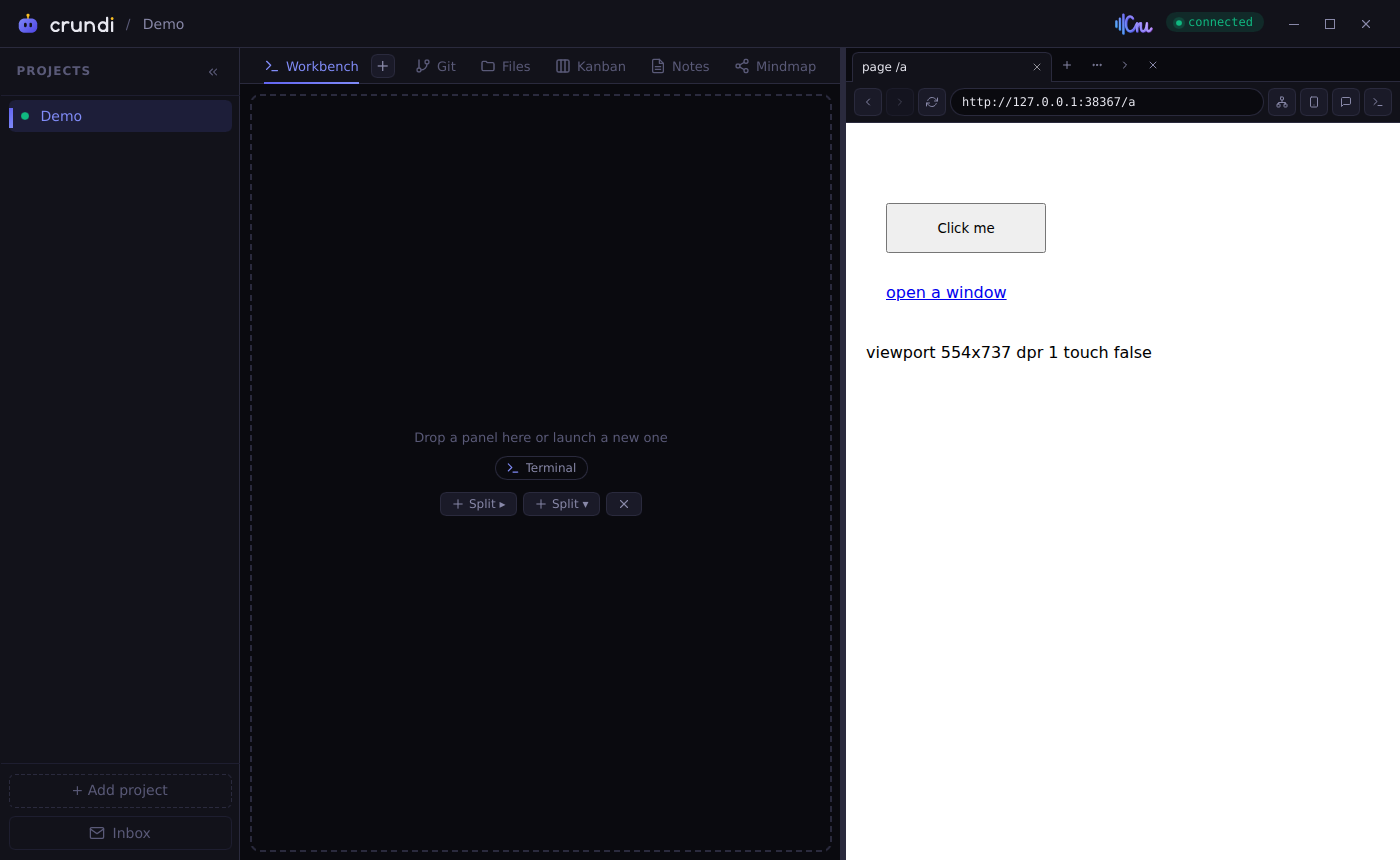 crundi / Demo
Cru
connected
PROJECTS
Demo
+ Add project
Inbox
Workbench
Git
Files
Kanban
Notes
Mindmap
Drop a panel here or launch a new one
Terminal
Split ▸
Split ▾
page /a
http://127.0.0.1:38367/a
Click me
open a window
viewport 554x737 dpr 1 touch false